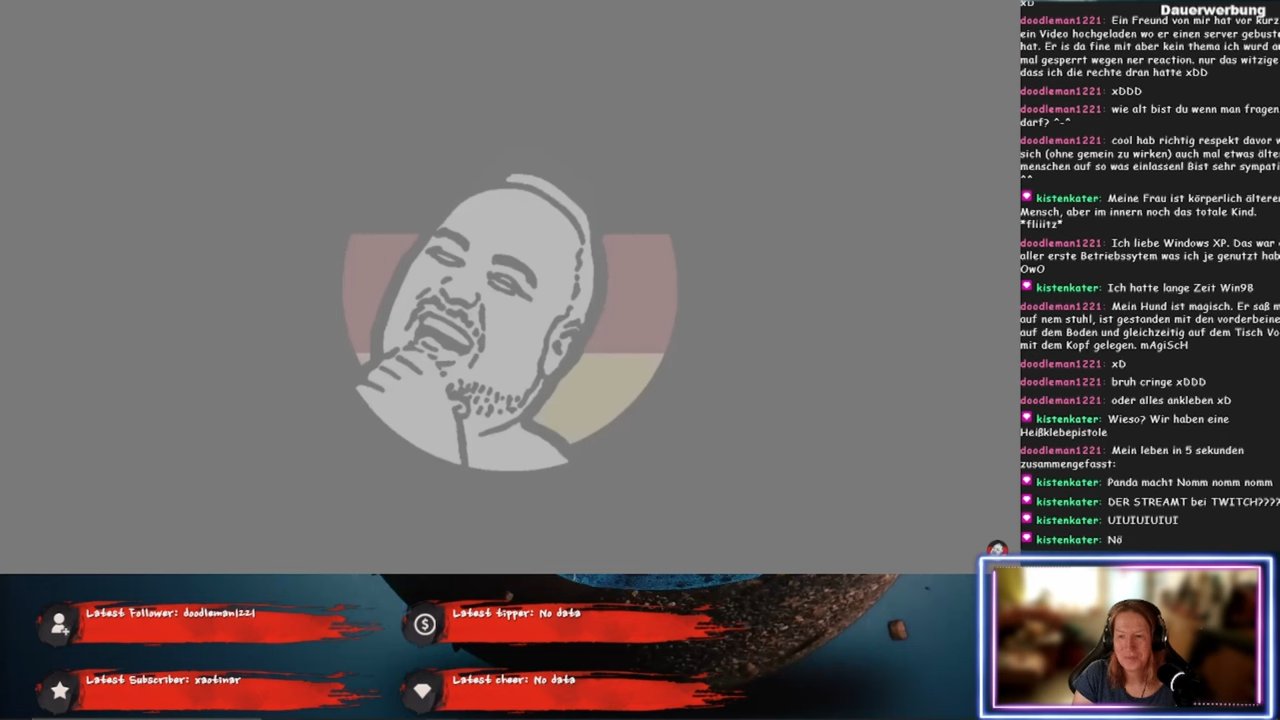 Dauerwerbung
xD
doodleman1221: Ein Freund von mir hat vor kurz
ein Video hochgeladen wo er einen server gebust
hat. Er is da fine mit aber kein thema ich wurd
mal gesperrt wegen ner reaction. nur das witzige
dass ich die rechte dran hatte xDD
doodleman1221: xDDD
doodleman1221: wie alt bist du wenn man fragen
darf? ^-^
doodleman1221: cool hab richtig respekt davor
sich (ohne gemein zu wirken) auch mal etwas
menschen auf so was einlassen! Bist sehr
^^
kistenkater: Meine Frau ist körperlich
Mensch, aber im innern noch das totale Kind.
*fliiitz*
doodleman1221: Ich liebe Windows XP. Das war
aller erste Betriebssytem was ich je genutzt
OwO
kistenkater: Ich hatte lange Zeit Win98
doodleman1221: Mein Hund ist magisch. Er saß
auf nem stuhl, ist gestanden mit den vorderbeine
auf dem Boden und gleichzeitig auf dem Tisch
mit dem Kopf gelegen. mAgiScH
doodleman1221: xD
doodleman1221: bruh cringe xDDD
doodleman1221: oder alles ankleben xD
kistenkater: Wieso? Wir haben eine
Heißklebepistole
doodleman1221: Mein leben in 5 sekunden
zusammengefasst:
kistenkater: Panda macht Nomm nomm nomm
kistenkater: DER STREAMT bei TWITCH????
kistenkater: UIUIUIUIUI
kistenkater: Nö
Latest Follower: doodleman1221
Latest tipper: No data
Latest Subscriber: xaotinar
Latest cheer: No data